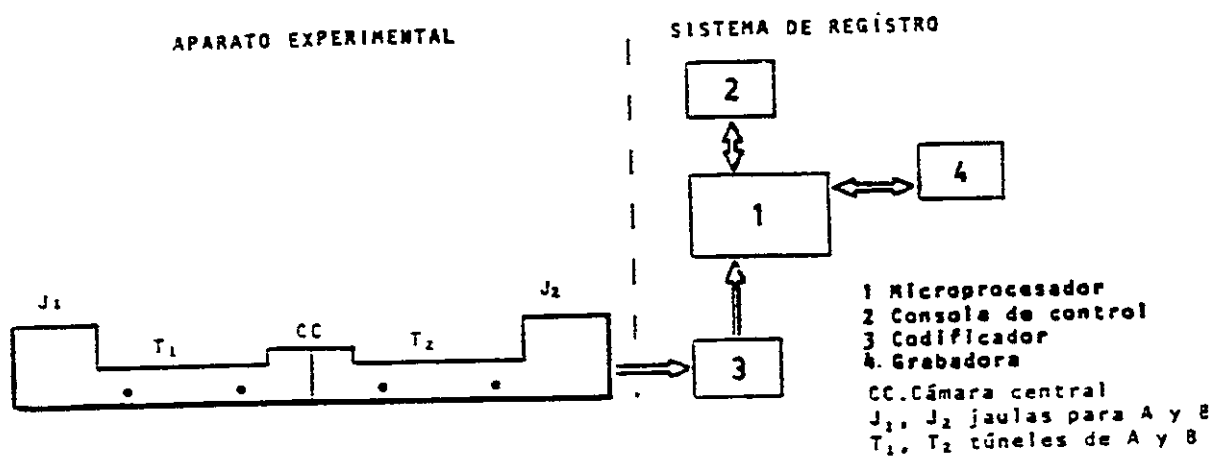 APARATO EXPERIMENTAL
SISTEMA DE REGÍSTRO
2
4
1
J₁
T₁
CC
T₂
J₂
3
1 Microprocesador
2 Consola de control
3 Codificador
4. Grabadora
CC.Cámara central
J₁, J₂ jaulas para A y B
T₁, T₂ túneles de A y B